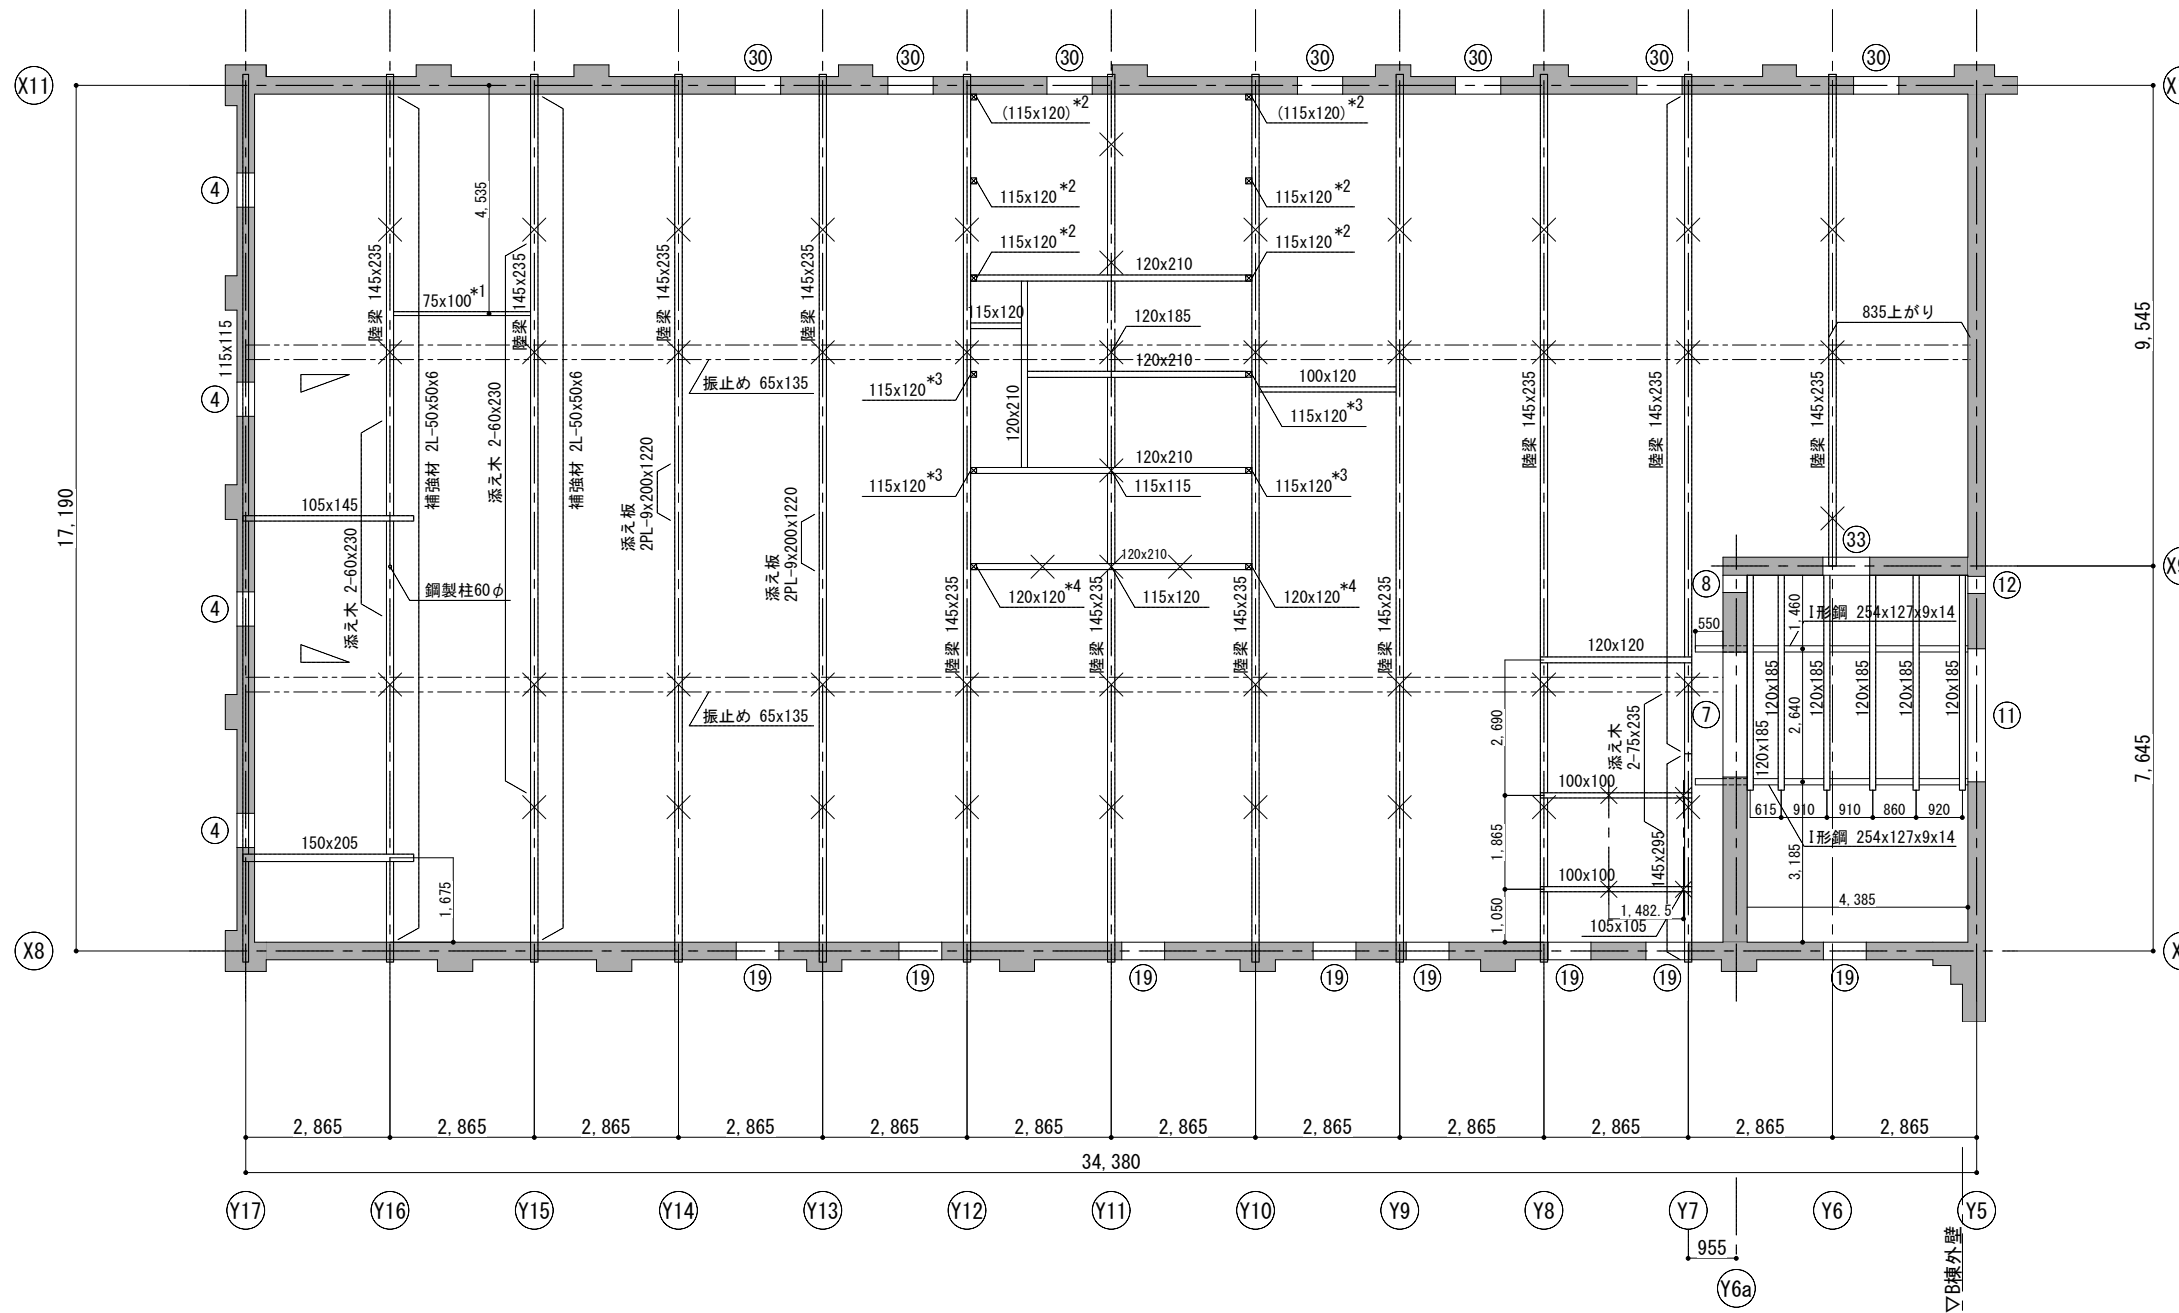 30
30
30
30
30
30
30
X11
(115x120)*2
(115x120)*2
4
4,535
115x120*2
115x120*2
115x120*2
115x120*2
120x210
陸梁 145x235
陸梁 145x235
陸梁 145x235
陸梁 145x235
75x100*1
115x120
120x185
835上がり
115x115
9,545
4
振止め 65x135
115x120*3
120x210
100x120
115x120*3
120x210
陸梁 145x235
陸梁 145x235
陸梁 145x235
補強材 2L-50x50x6
添え木 2-60x230
補強材 2L-50x50x6
添え板
2PL-9x200x1220
添え板
2PL-9x200x1220
17,190
105x145
115x120*3
120x210
115x115
115x120*3
添え木 2-60x230
鋼製柱60φ
120x210
120x120*4
115x120
120x120*4
33
8
12
4
1,460
I形鋼 254x127x9x14
550
陸梁 145x235
陸梁 145x235
陸梁 145x235
陸梁 145x235
120x120
120x185
120x185
120x185
120x185
120x185
120x185
振止め 65x135
2,690
添え木
2-75x235
7
2,640
11
7,645
100x100
615
910
910
860
920
4
150x205
1,675
1,865
145x295
I形鋼 254x127x9x14
3,185
100x100
1,050
1,482.5
105x105
4,385
X8
19
19
19
19
19
19
19
19
2,865
2,865
2,865
2,865
2,865
2,865
2,865
2,865
2,865
2,865
2,865
2,865
34,380
Y17
Y16
Y15
Y14
Y13
Y12
Y11
Y10
Y9
Y8
Y7
Y6
Y5
955
Y6a
▽B棟外壁